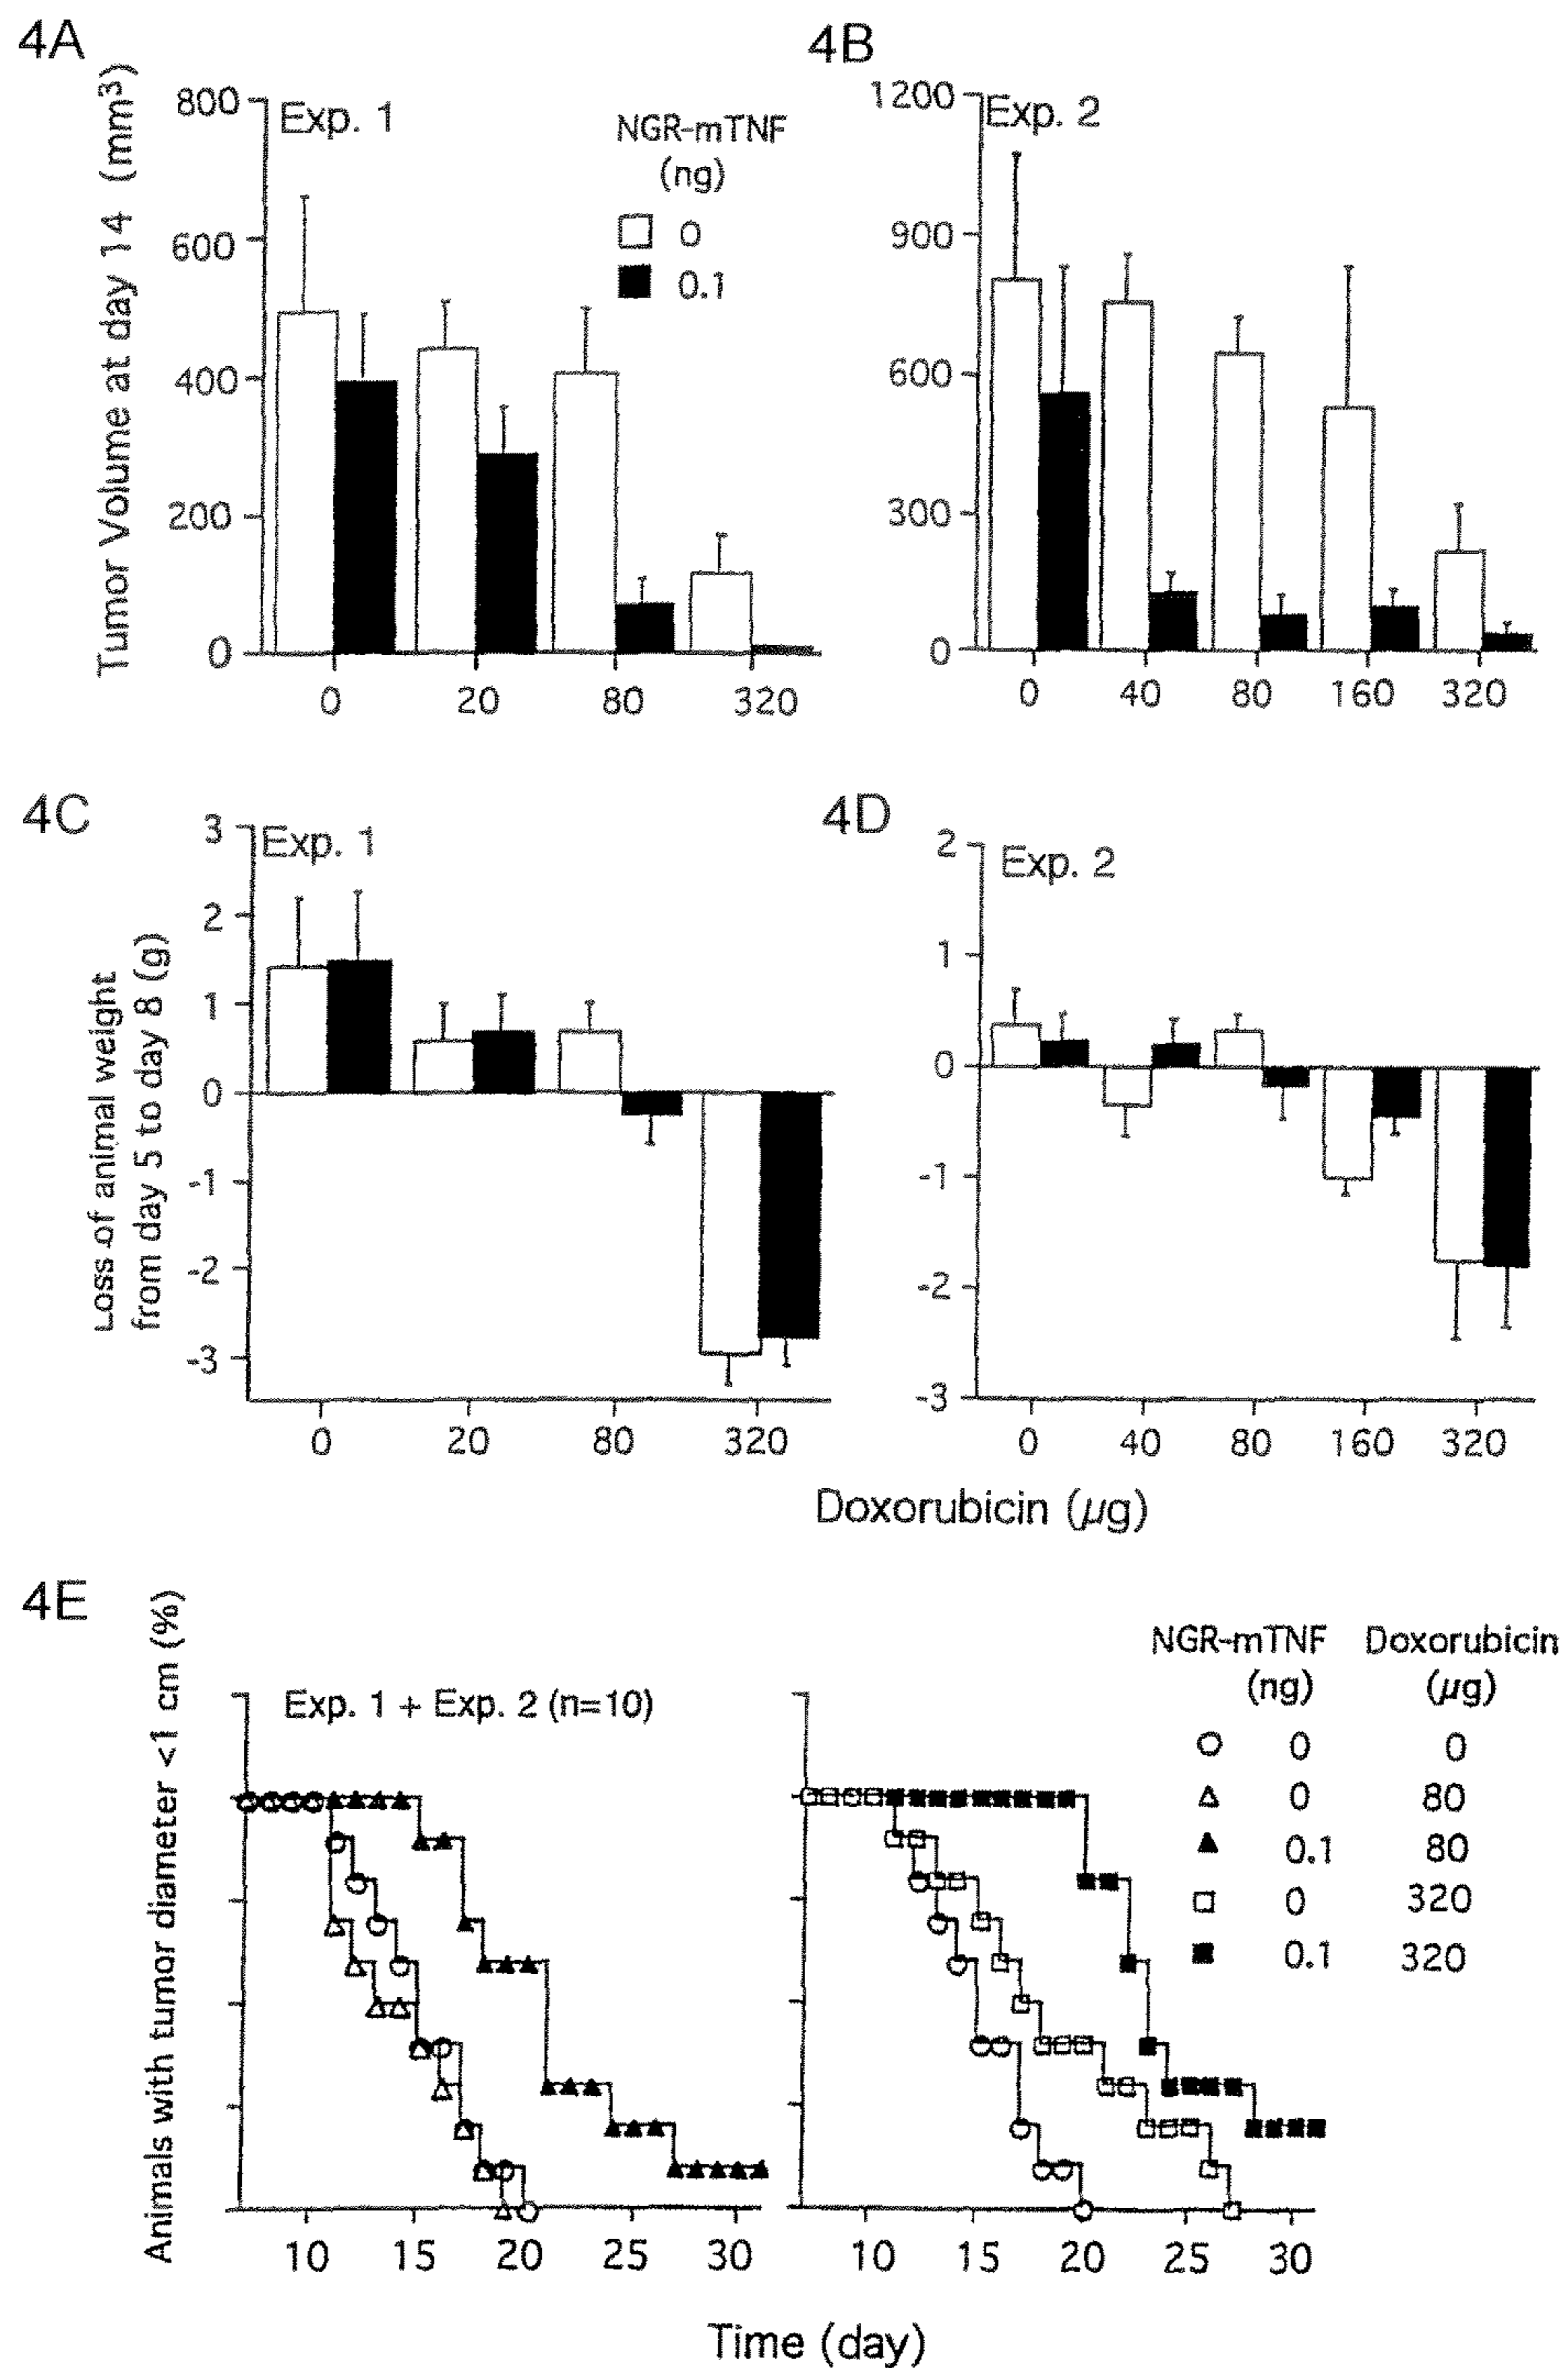 4A
4B
Tumor Volume at day 14 (mm³)
800
600
400
200
0
Exp. 1
NGR-mTNF
(ng)
0
0.1
0 20 80 320
1200
900
600
300
0
Exp. 2
0 40 80 160 320
4C
4D
Loss of animal weight
from day 5 to day 8 (g)
3
2
1
0
-1
-2
-3
Exp. 1
0 20 80 320
2
1
0
-1
-2
-3
Exp. 2
0 40 80 160 320
Doxorubicin (µg)
4E
Animals with tumor diameter <1 cm (%)
Exp. 1 + Exp. 2 (n=10)
NGR-mTNF Doxorubicin
(ng) (µg)
0 0
0 80
0.1 80
0 320
0.1 320
10 15 20 25 30
10 15 20 25 30
Time (day)